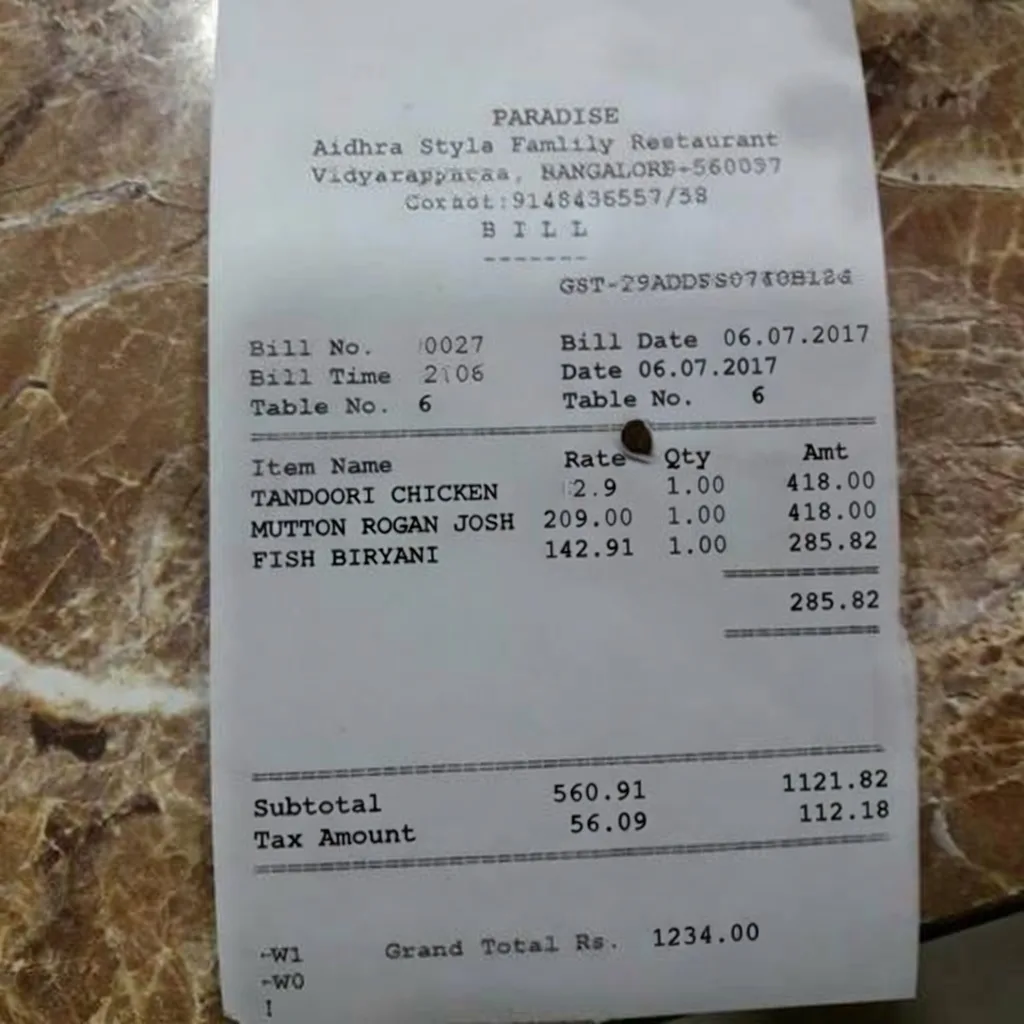 PARADISE
Aidhra Styla Famlily Restaurant
BANGALORE-560097
:9148436557/38
B I L L
-------
Bill No. 0027 Bill Date 06.07.2017
Bill Time 2106 Date 06.07.2017
Table No. 6 Table No. 6
Item Name Rate Qty Amt
TANDOORI CHICKEN 2.9 1.00 418.00
MUTTON ROGAN JOSH 209.00 1.00 418.00
FISH BIRYANI 142.91 1.00 285.82
285.82
Subtotal 560.91 1121.82
Tax Amount 56.09 112.18
-W1 Grand Total Rs. 1234.00
-W0